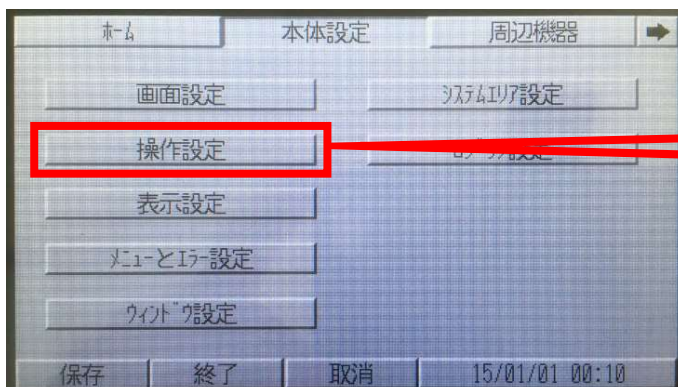 ホーム 本体設定 周辺機器
画面設定 システムエリア設定
操作設定
表示設定
メニューとエラー設定
ウィンドウ設定
保存 終了 取消 15/01/01 00:10